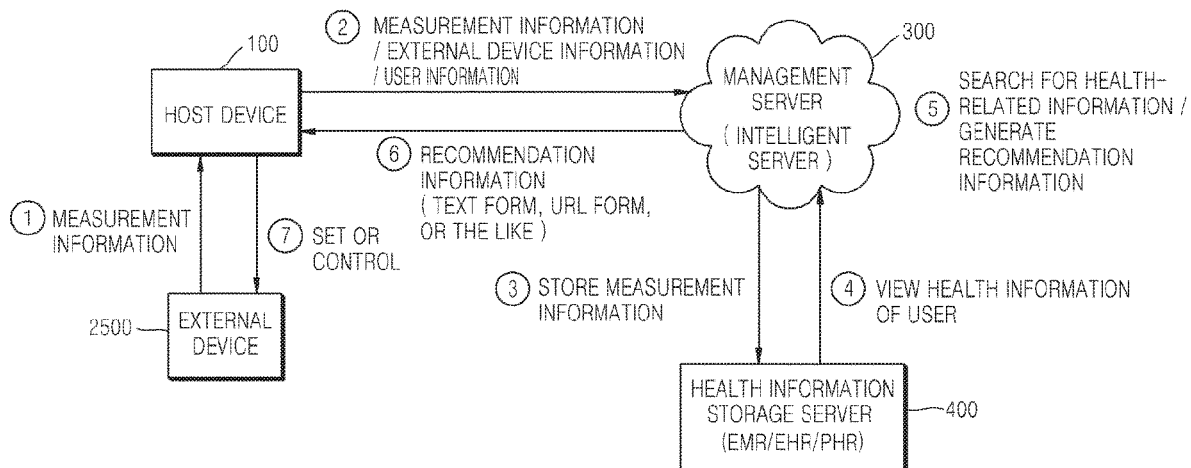 100
HOST DEVICE
2 MEASUREMENT INFORMATION
/ EXTERNAL DEVICE INFORMATION
/ USER INFORMATION
300
MANAGEMENT
SERVER
( INTELLIGENT
SERVER )
5 SEARCH FOR HEALTH-
RELATED INFORMATION /
GENERATE
RECOMMENDATION
INFORMATION
6 RECOMMENDATION
INFORMATION
( TEXT FORM, URL FORM,
OR THE LIKE )
1 MEASUREMENT
INFORMATION
7 SET OR
CONTROL
2500
EXTERNAL
DEVICE
3 STORE MEASUREMENT
INFORMATION
4 VIEW HEALTH INFORMATION
OF USER
HEALTH INFORMATION
STORAGE SERVER
(EMR/EHR/PHR)
400